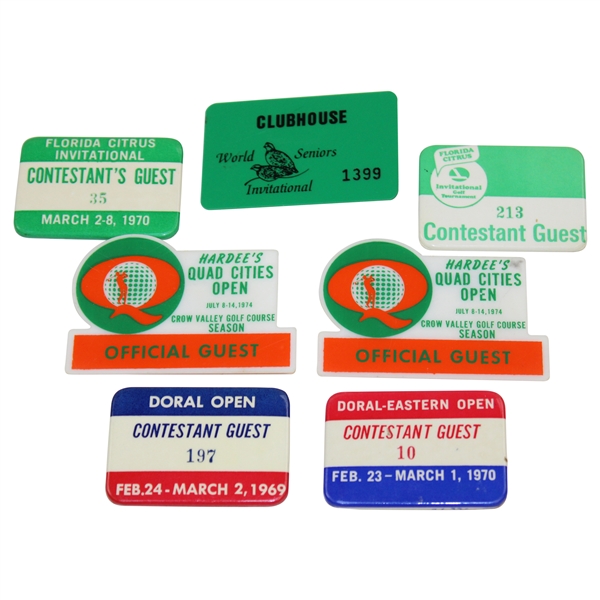 CLUBHOUSE
World Seniors
Invitational
1399
FLORIDA CITRUS
INVITATIONAL
CONTESTANT'S GUEST
35
MARCH 2-8, 1970
FLORIDA
CITRUS
Invitational
Golf
Tournament
213
Contestant Guest
HARDEE'S
QUAD CITIES
OPEN
JULY 8-14, 1974
CROW VALLEY GOLF COURSE
SEASON
OFFICIAL GUEST
HARDEE'S
QUAD CITIES
OPEN
JULY 8-14, 1974
CROW VALLEY GOLF COURSE
SEASON
OFFICIAL GUEST
DORAL OPEN
CONTESTANT GUEST
197
FEB. 24 - MARCH 2, 1969
DORAL-EASTERN OPEN
CONTESTANT GUEST
10
FEB. 23 - MARCH 1, 1970